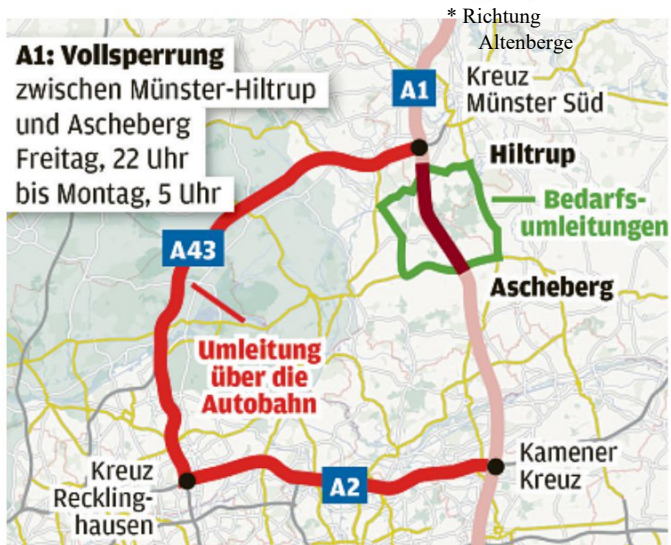 * Richtung
Altenberge
A1: Vollsperrung
zwischen Münster-Hiltrup
und Ascheberg
Freitag, 22 Uhr
bis Montag, 5 Uhr
A1
Kreuz
Münster Süd
Hiltrup
Bedarfs-
umleitungen
A43
Ascheberg
Umleitung
über die
Autobahn
Kreuz
Reckling-
hausen
A2
Kamener
Kreuz